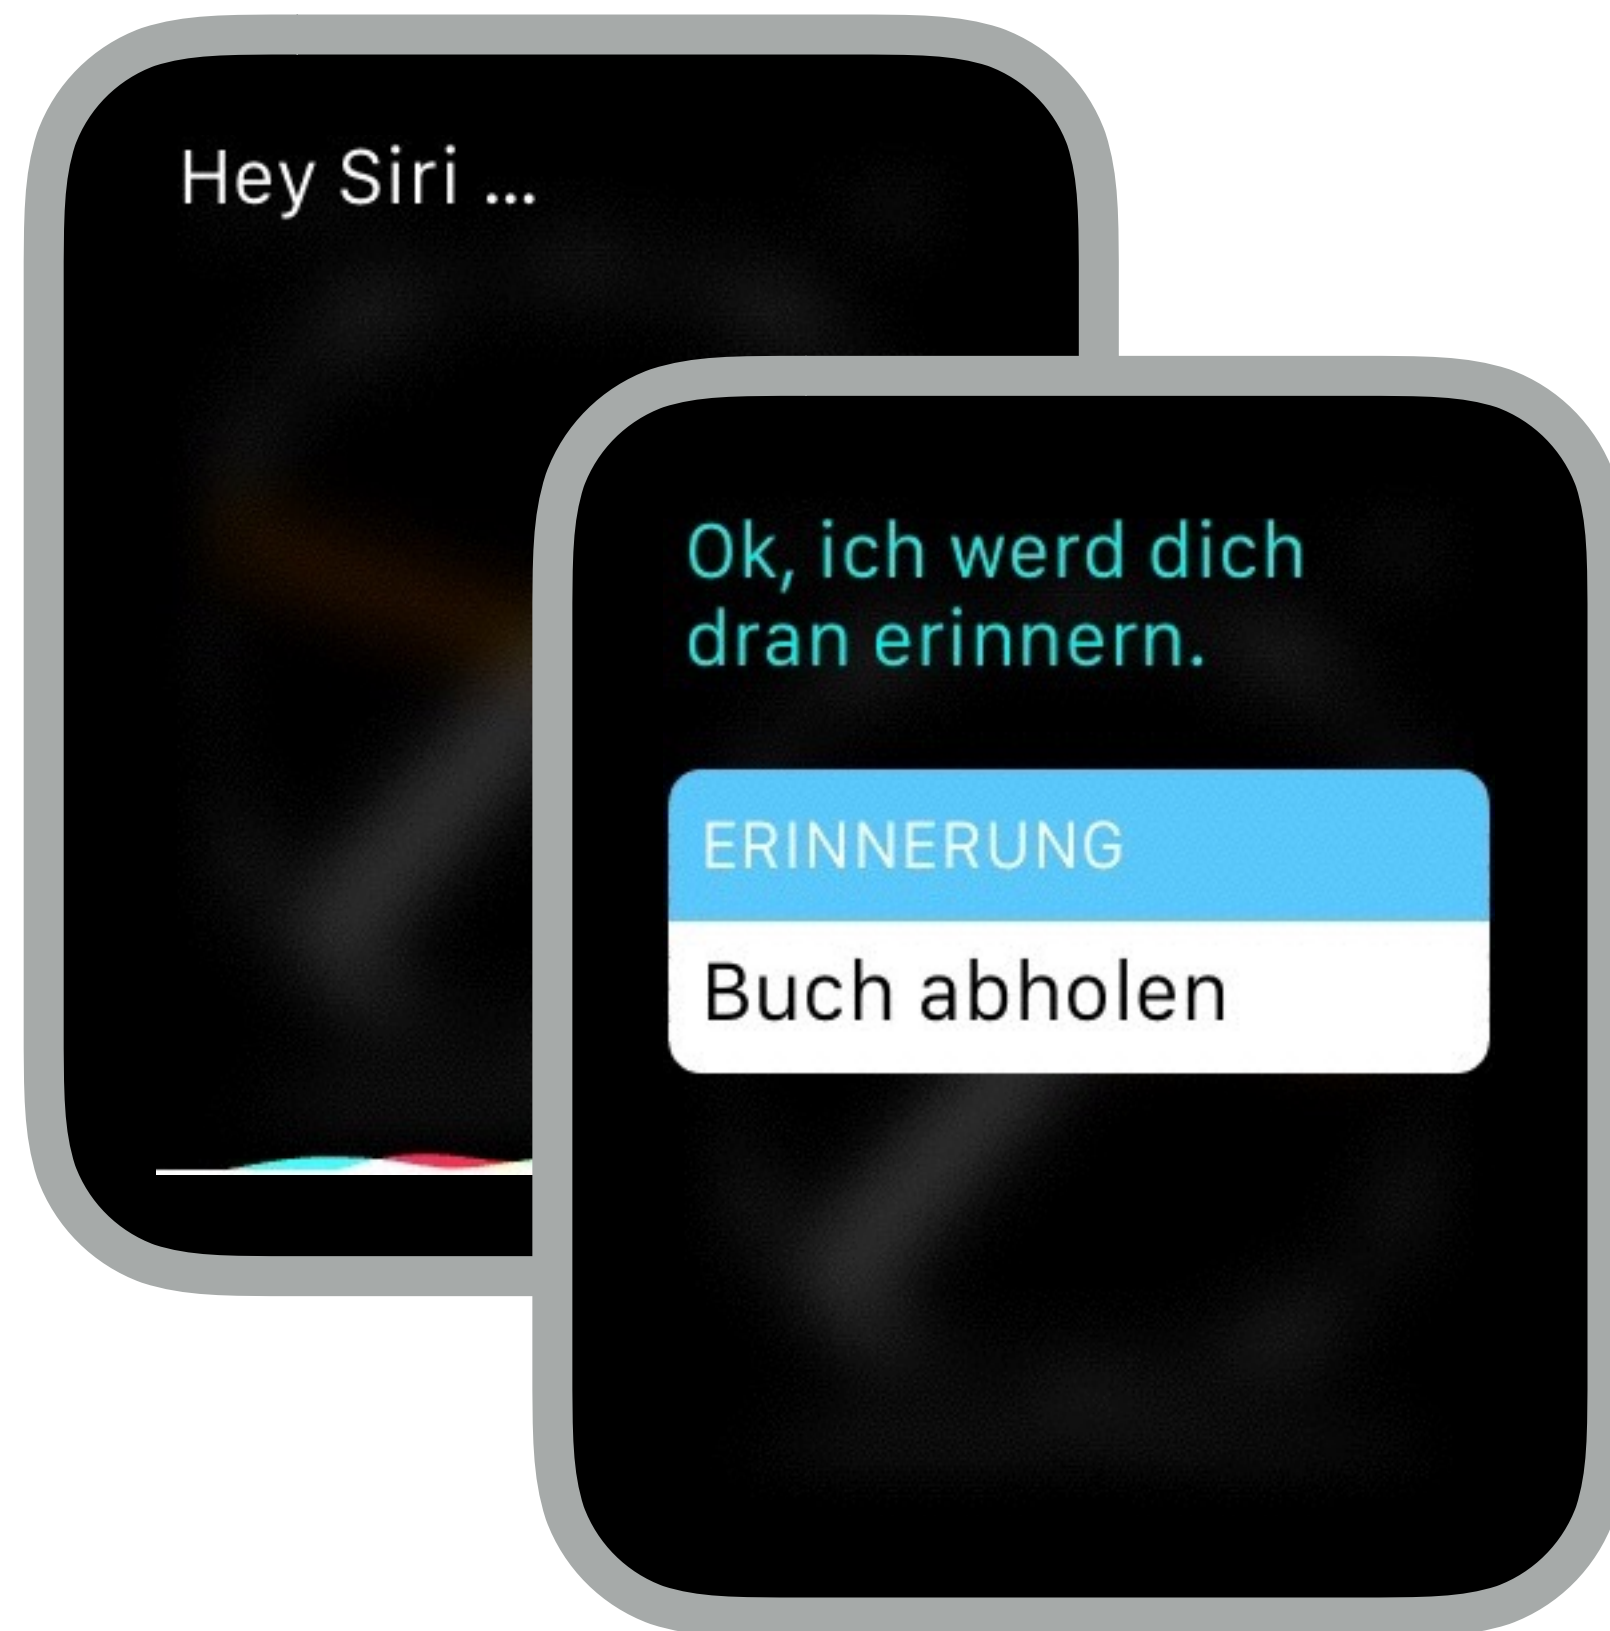 Hey Siri ...
Ok, ich werd dich
dran erinnern.
ERINNERUNG
Buch abholen